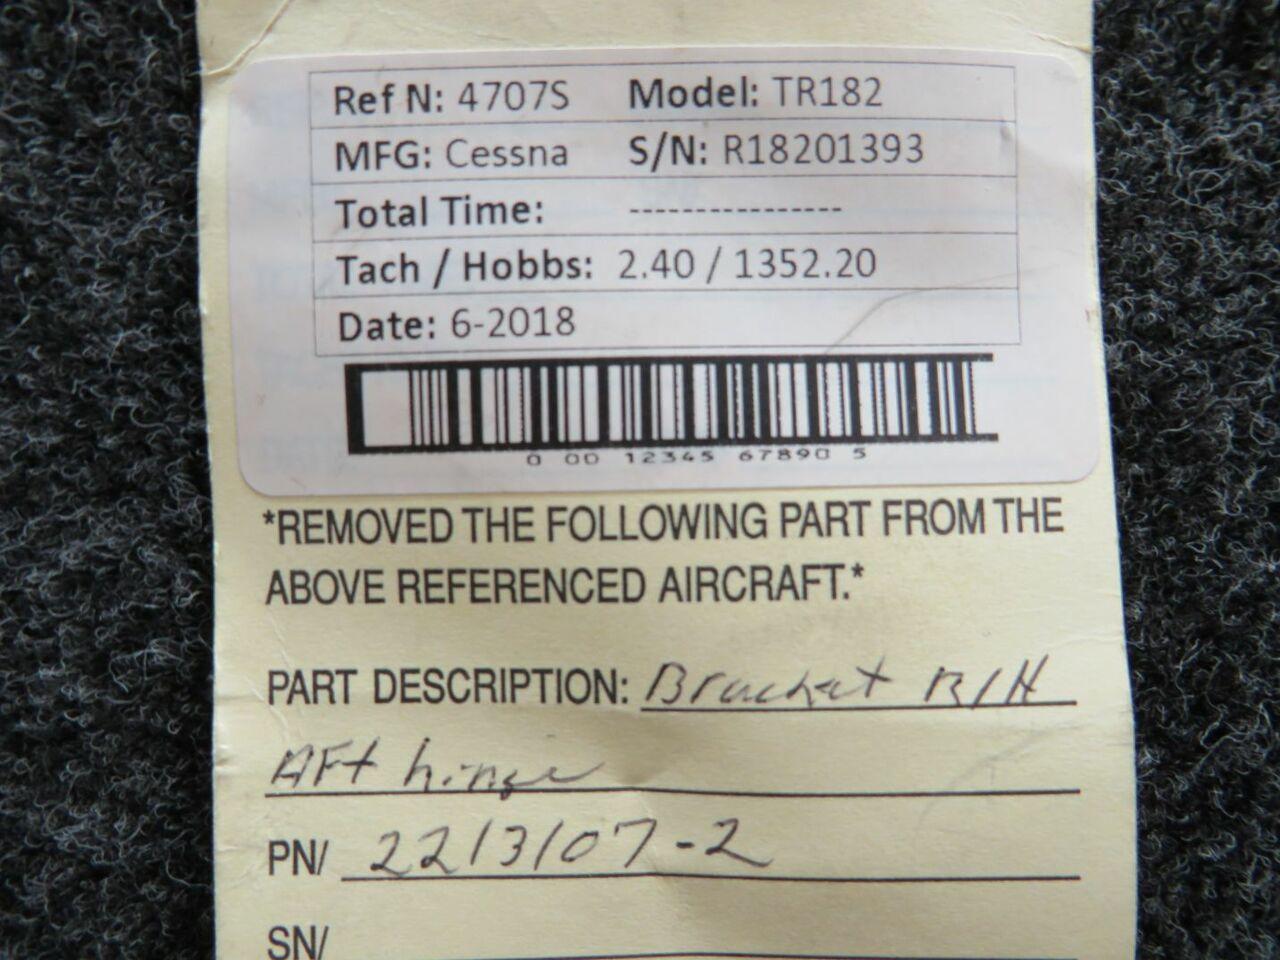 Ref N: 4707S Model: TR182
MFG: Cessna S/N: R18201393
Total Time: ----------------
Tach / Hobbs: 2.40 / 1352.20
Date: 6-2018
0 00 12345 67890 5
*REMOVED THE FOLLOWING PART FROM THE
ABOVE REFERENCED AIRCRAFT.*
PART DESCRIPTION: Bracket R/H
AFt hinge
PN/ 2213107-2
SN/